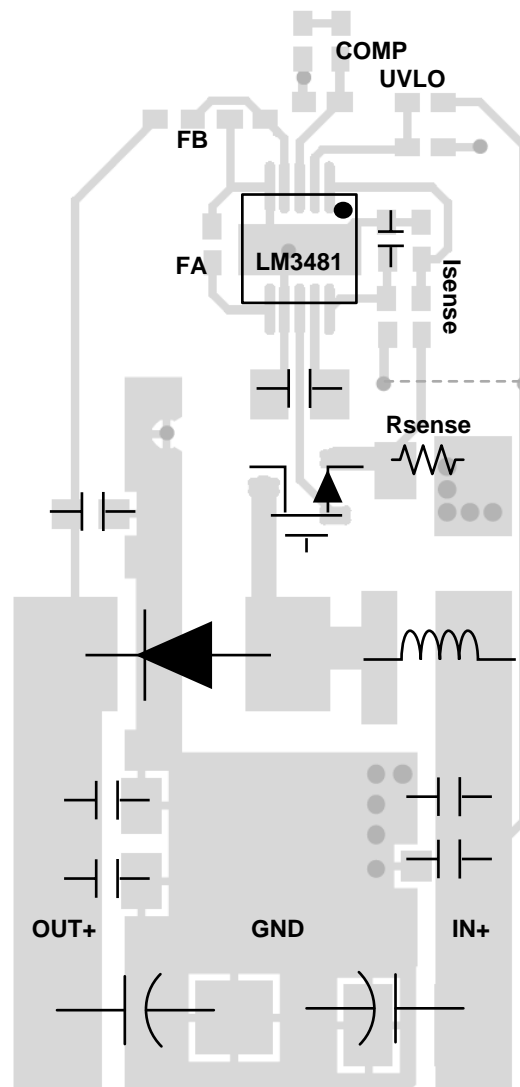 COMP
UVLO
FB
FA
LM3481
Isense
Rsense
OUT+
GND
IN+